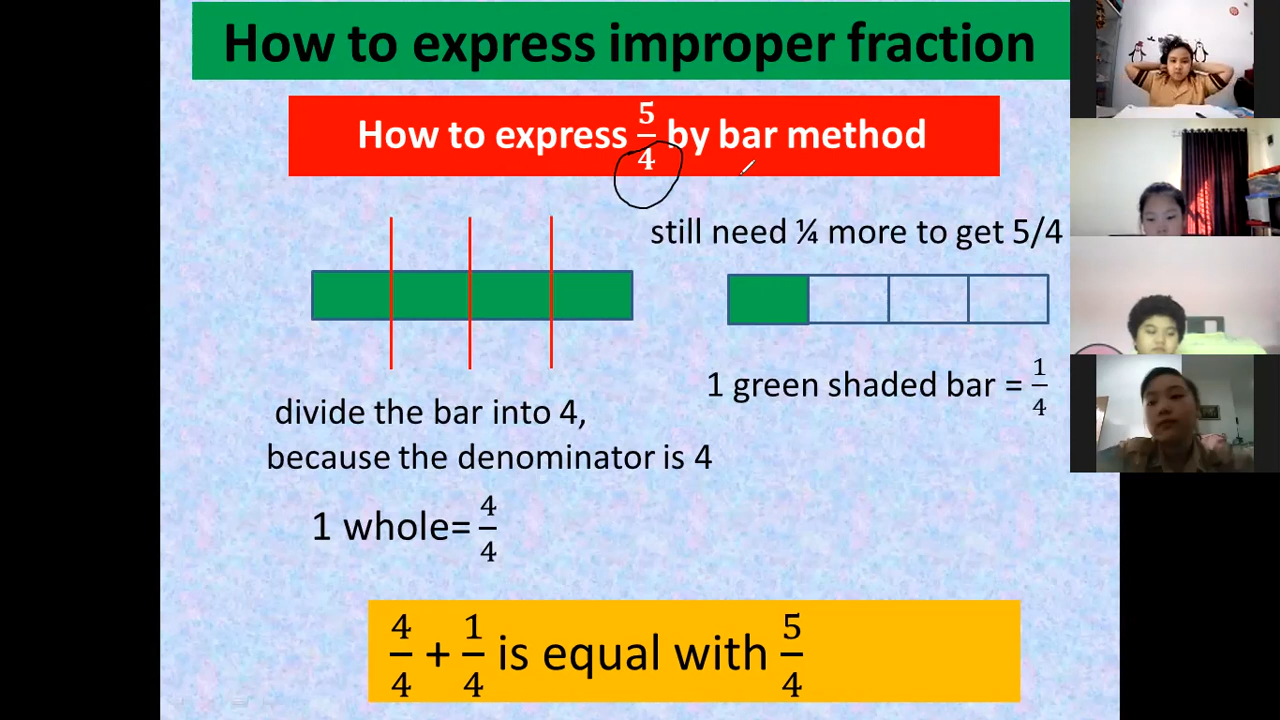 How to express improper fraction
How to express 5/4 by bar method
still need ¼ more to get 5/4
1 green shaded bar = 1/4
divide the bar into 4,
because the denominator is 4
1 whole= 4/4
4/4 + 1/4 is equal with 5/4